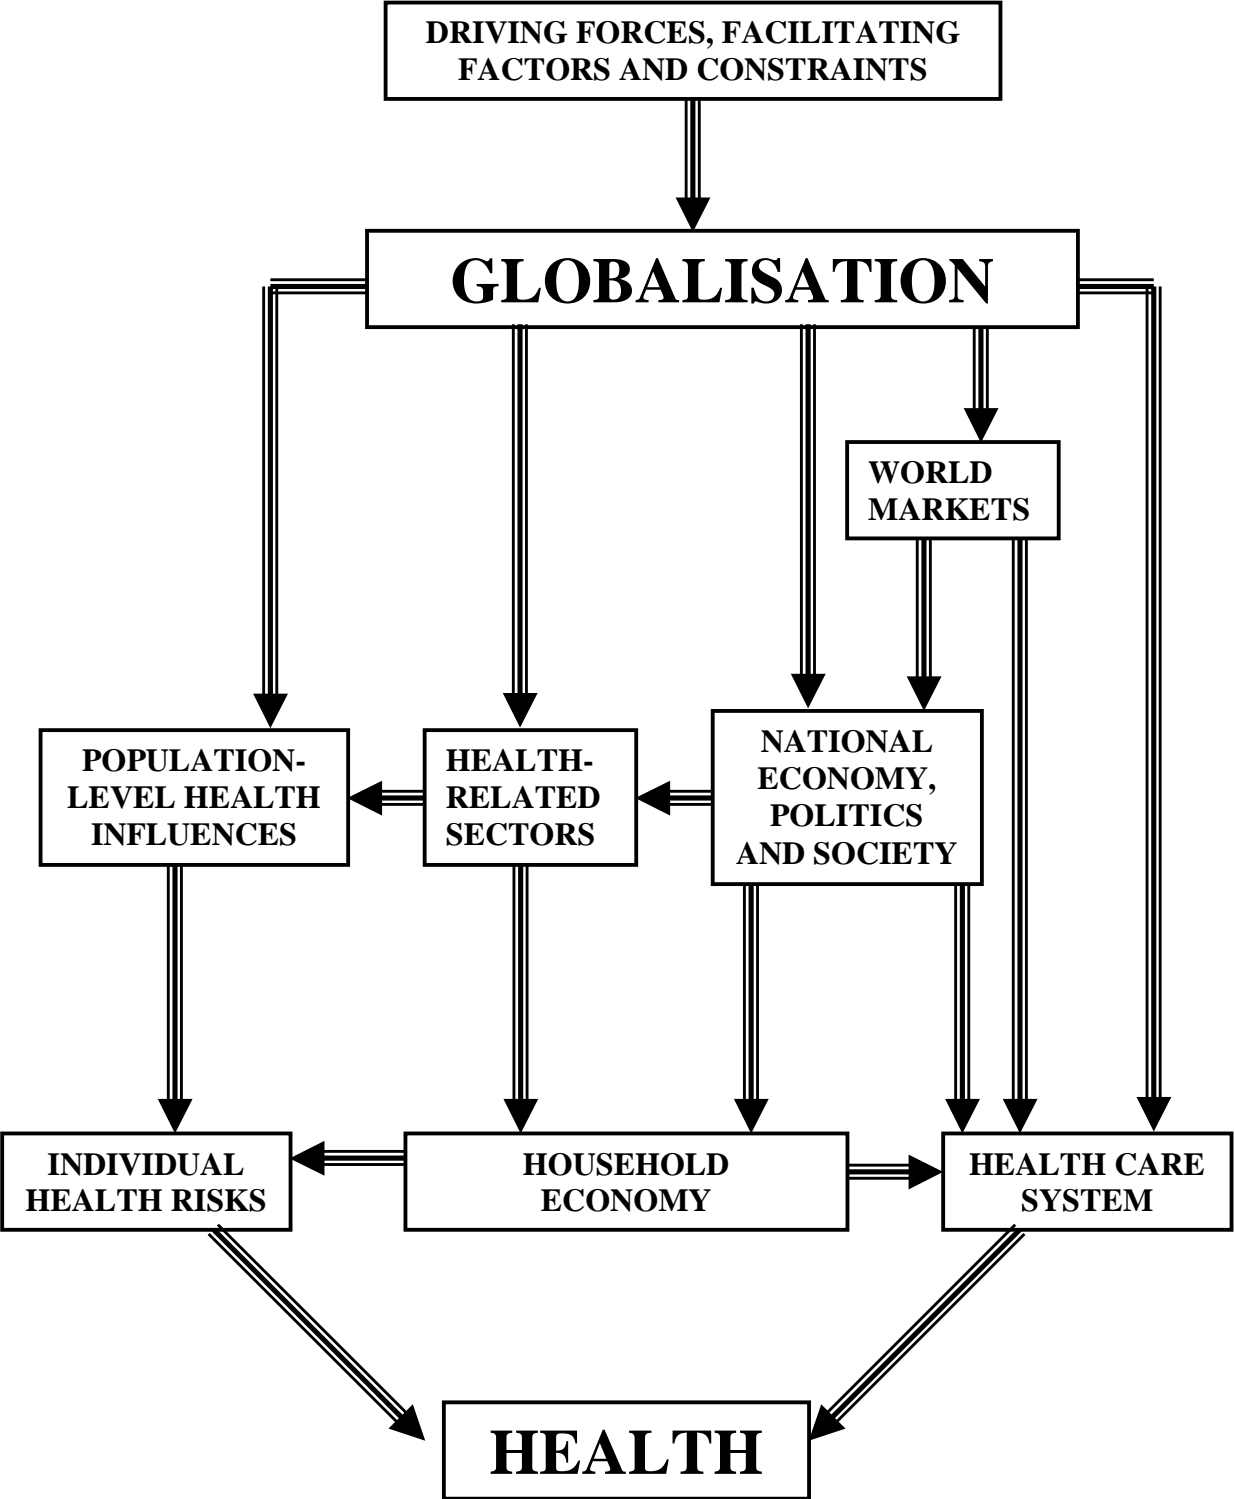 DRIVING FORCES, FACILITATING
FACTORS AND CONSTRAINTS
GLOBALISATION
WORLD
MARKETS
POPULATION-
LEVEL HEALTH
INFLUENCES
HEALTH-
RELATED
SECTORS
NATIONAL
ECONOMY,
POLITICS
AND SOCIETY
INDIVIDUAL
HEALTH RISKS
HOUSEHOLD
ECONOMY
HEALTH CARE
SYSTEM
HEALTH